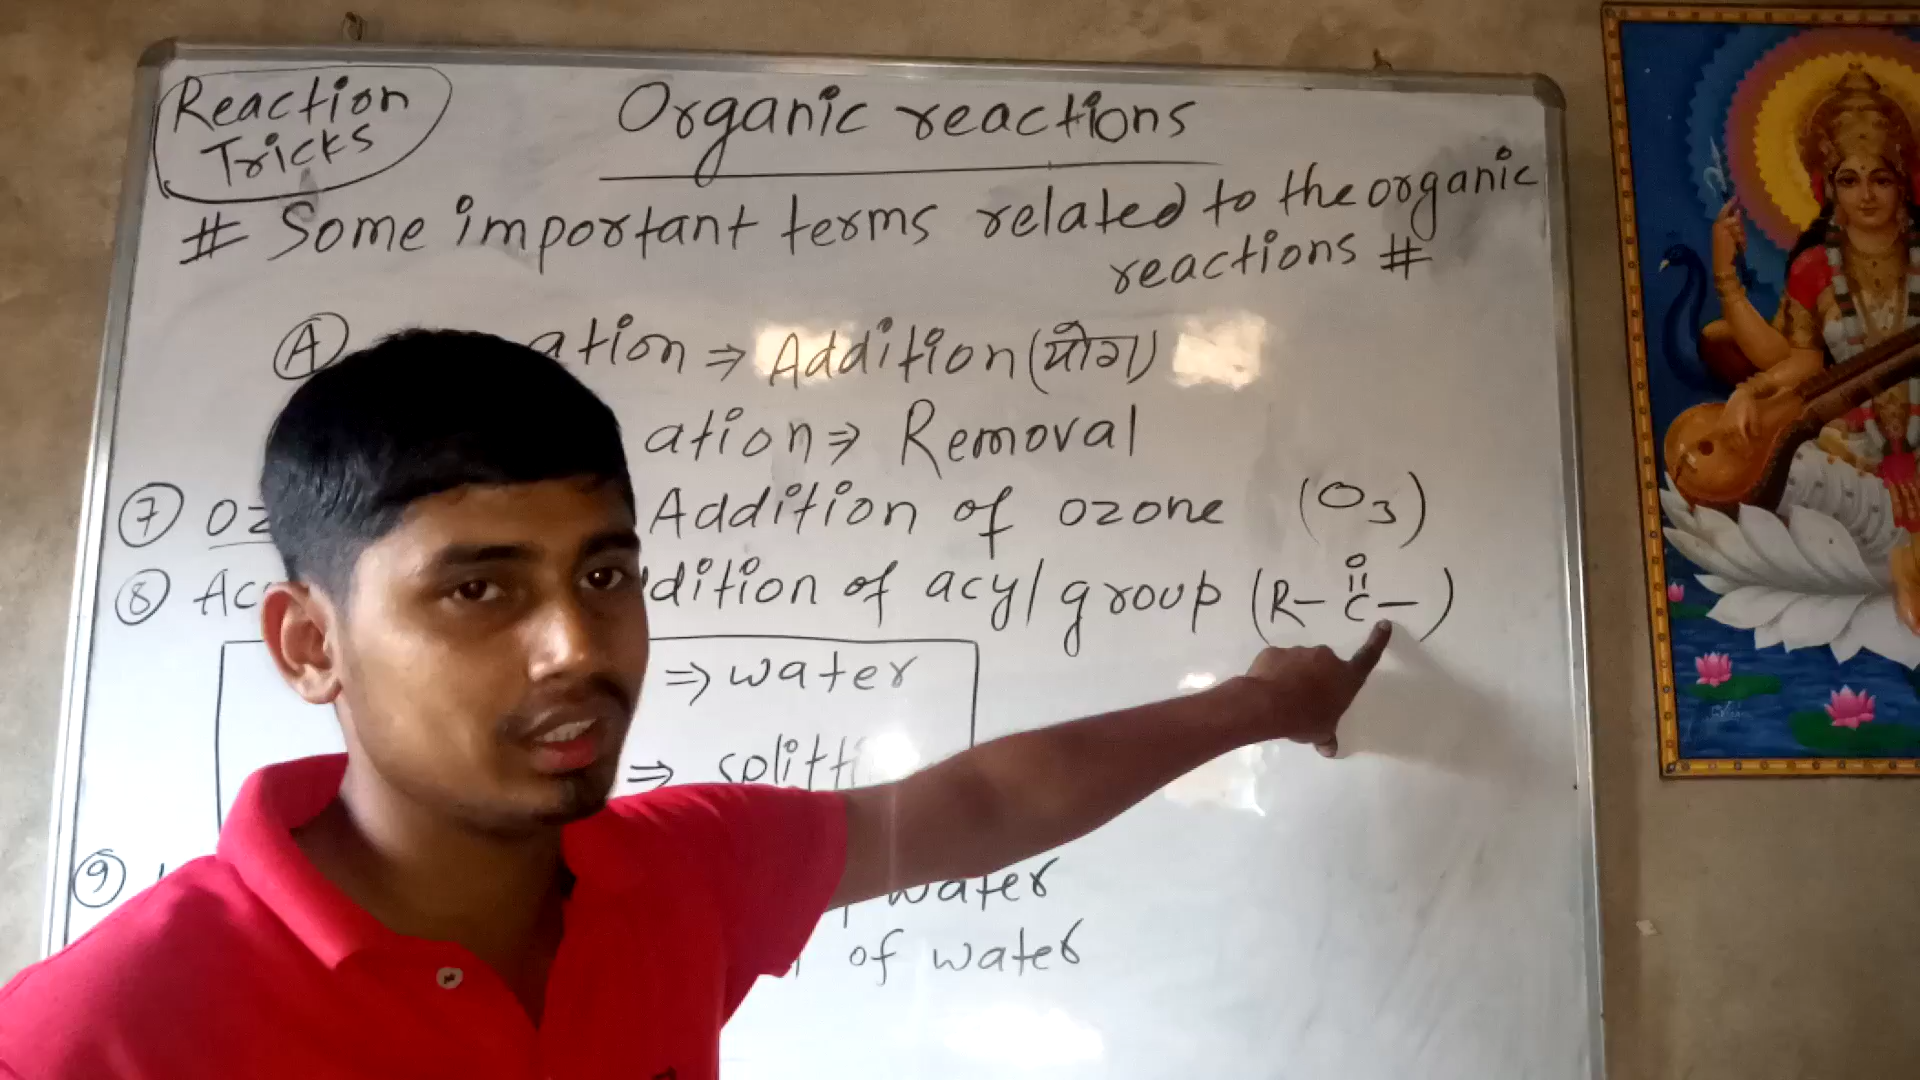 Reaction
Tricks
Organic reactions
# Some important terms related to the organic
reactions #
(A) ation ⇒ Addition (योग)
ation ⇒ Removal
(7) Oz Addition of ozone (O3)
(8) Ac dition of acyl group (R-C-)
O
⇒ water
⇒ splitti
(9) water
of water